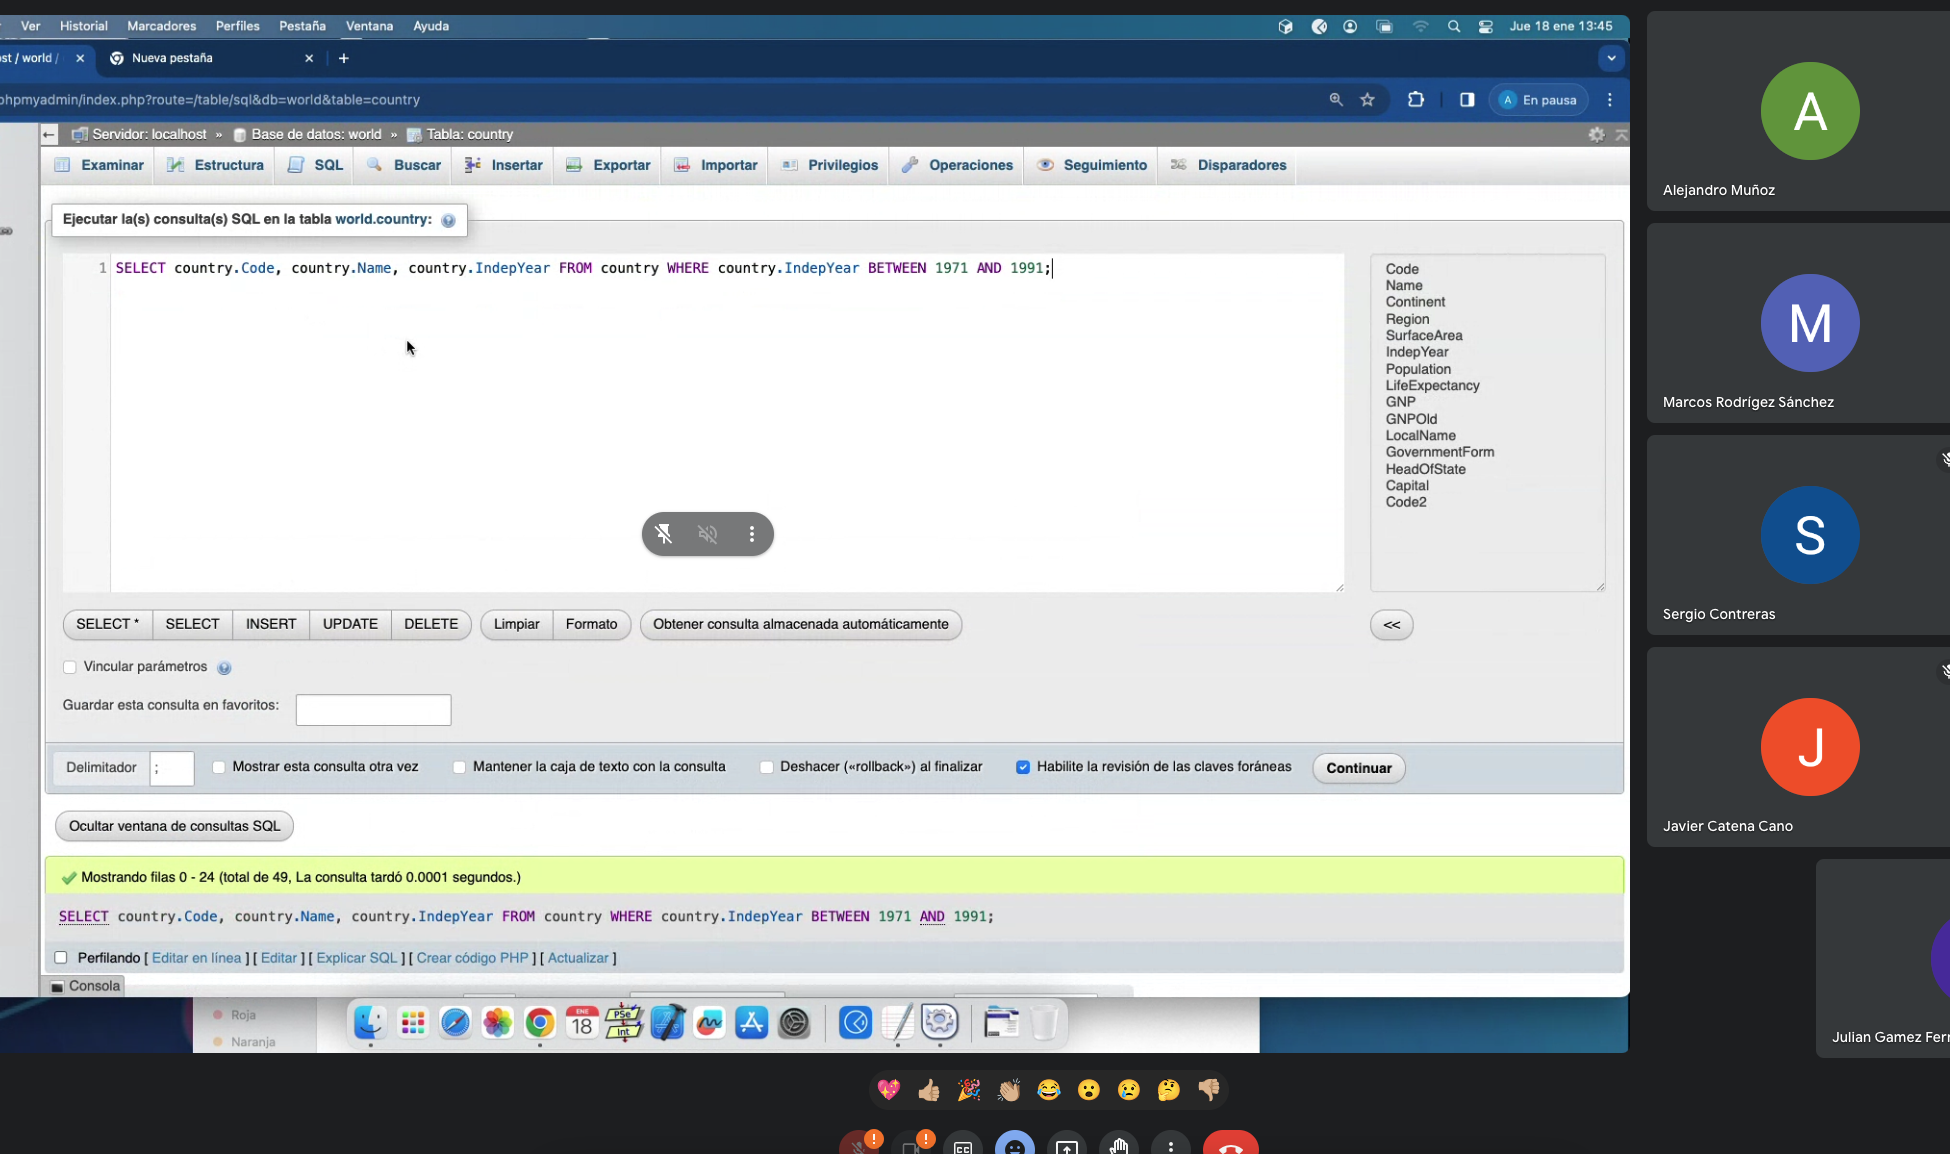 Ver Historial Marcadores Perfiles Pestaña Ventana Ayuda Jue 18 ene 13:45
ost / world / Nueva pestaña
phpmyadmin/index.php?route=/table/sql&db=world&table=country A En pausa
Servidor: localhost » Base de datos: world » Tabla: country
Examinar Estructura SQL Buscar Insertar Exportar Importar Privilegios Operaciones Seguimiento Disparadores
Ejecutar la(s) consulta(s) SQL en la tabla world.country:
1 SELECT country.Code, country.Name, country.IndepYear FROM country WHERE country.IndepYear BETWEEN 1971 AND 1991;
Code
Name
Continent
Region
SurfaceArea
IndepYear
Population
LifeExpectancy
GNP
GNPOld
LocalName
GovernmentForm
HeadOfState
Capital
Code2
SELECT * SELECT INSERT UPDATE DELETE Limpiar Formato Obtener consulta almacenada automáticamente <<
Vincular parámetros
Guardar esta consulta en favoritos:
Delimitador ; Mostrar esta consulta otra vez Mantener la caja de texto con la consulta Deshacer («rollback») al finalizar Habilite la revisión de las claves foráneas Continuar
Ocultar ventana de consultas SQL
Mostrando filas 0 - 24 (total de 49, La consulta tardó 0.0001 segundos.)
SELECT country.Code, country.Name, country.IndepYear FROM country WHERE country.IndepYear BETWEEN 1971 AND 1991;
Perfilando [ Editar en línea ] [ Editar ] [ Explicar SQL ] [ Crear código PHP ] [ Actualizar ]
Consola
Roja
Naranja
ENE
18
PSe
Int
A
Alejandro Muñoz
M
Marcos Rodrígez Sánchez
S
Sergio Contreras
J
Javier Catena Cano
Julian Gamez Ferr